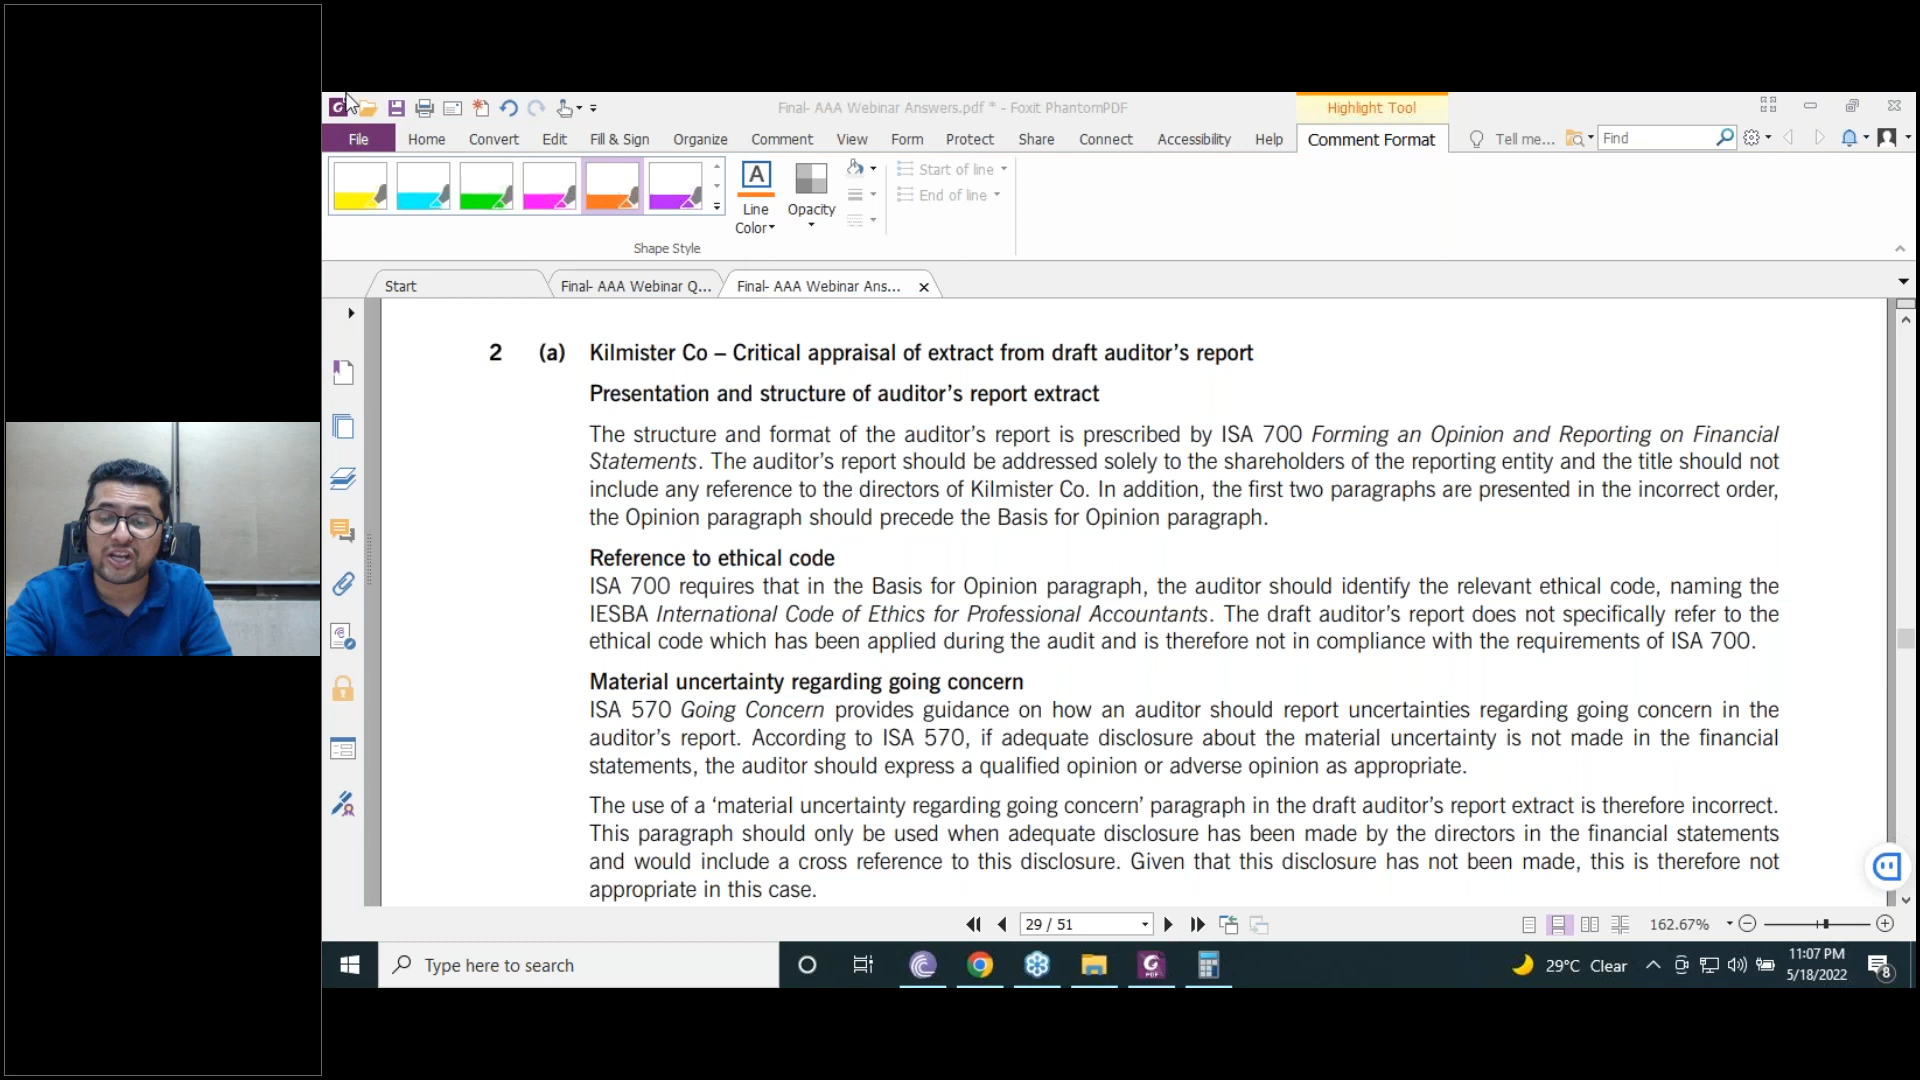 Final- AAA Webinar Answers.pdf * - Foxit PhantomPDF
Highlight Tool
File Home Convert Edit Fill & Sign Organize Comment View Form Protect Share Connect Accessibility Help Comment Format Tell me... Find
Start of line
End of line
Line Color
Opacity
Shape Style
Start
Final- AAA Webinar Q...
Final- AAA Webinar Ans...
2 (a) Kilmister Co – Critical appraisal of extract from draft auditor’s report
Presentation and structure of auditor’s report extract
The structure and format of the auditor’s report is prescribed by ISA 700 Forming an Opinion and Reporting on Financial
Statements. The auditor’s report should be addressed solely to the shareholders of the reporting entity and the title should not
include any reference to the directors of Kilmister Co. In addition, the first two paragraphs are presented in the incorrect order,
the Opinion paragraph should precede the Basis for Opinion paragraph.
Reference to ethical code
ISA 700 requires that in the Basis for Opinion paragraph, the auditor should identify the relevant ethical code, naming the
IESBA International Code of Ethics for Professional Accountants. The draft auditor’s report does not specifically refer to the
ethical code which has been applied during the audit and is therefore not in compliance with the requirements of ISA 700.
Material uncertainty regarding going concern
ISA 570 Going Concern provides guidance on how an auditor should report uncertainties regarding going concern in the
auditor’s report. According to ISA 570, if adequate disclosure about the material uncertainty is not made in the financial
statements, the auditor should express a qualified opinion or adverse opinion as appropriate.
The use of a ‘material uncertainty regarding going concern’ paragraph in the draft auditor’s report extract is therefore incorrect.
This paragraph should only be used when adequate disclosure has been made by the directors in the financial statements
and would include a cross reference to this disclosure. Given that this disclosure has not been made, this is therefore not
appropriate in this case.
29 / 51
162.67%
Type here to search
29°C Clear
11:07 PM
5/18/2022
8